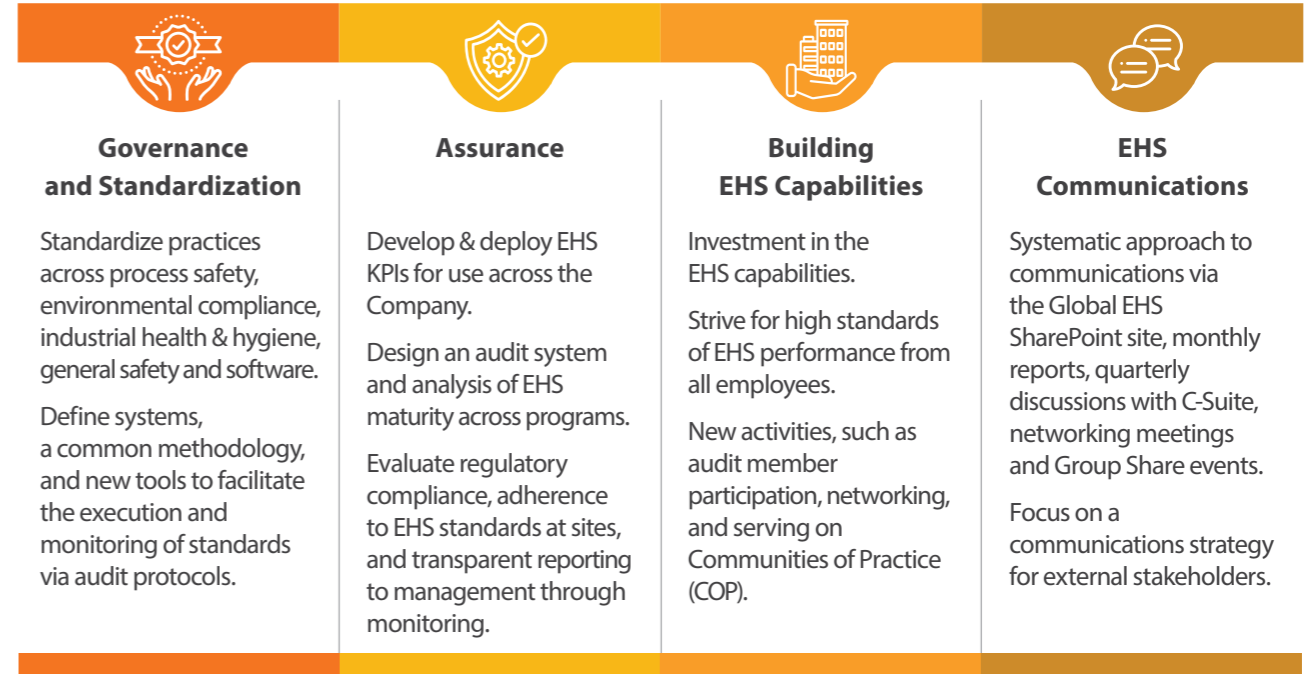 Governance
and Standardization
Standardize practices
across process safety,
environmental compliance,
industrial health & hygiene,
general safety and software.
Define systems,
a common methodology,
and new tools to facilitate
the execution and
monitoring of standards
via audit protocols.
Assurance
Develop & deploy EHS
KPIs for use across the
Company.
Design an audit system
and analysis of EHS
maturity across programs.
Evaluate regulatory
compliance, adherence
to EHS standards at sites,
and transparent reporting
to management through
monitoring.
Building
EHS Capabilities
Investment in the
EHS capabilities.
Strive for high standards
of EHS performance from
all employees.
New activities, such as
audit member
participation, networking,
and serving on
Communities of Practice
(COP).
EHS
Communications
Systematic approach to
communications via
the Global EHS
SharePoint site, monthly
reports, quarterly
discussions with C-Suite,
networking meetings
and Group Share events.
Focus on a
communications strategy
for external stakeholders.